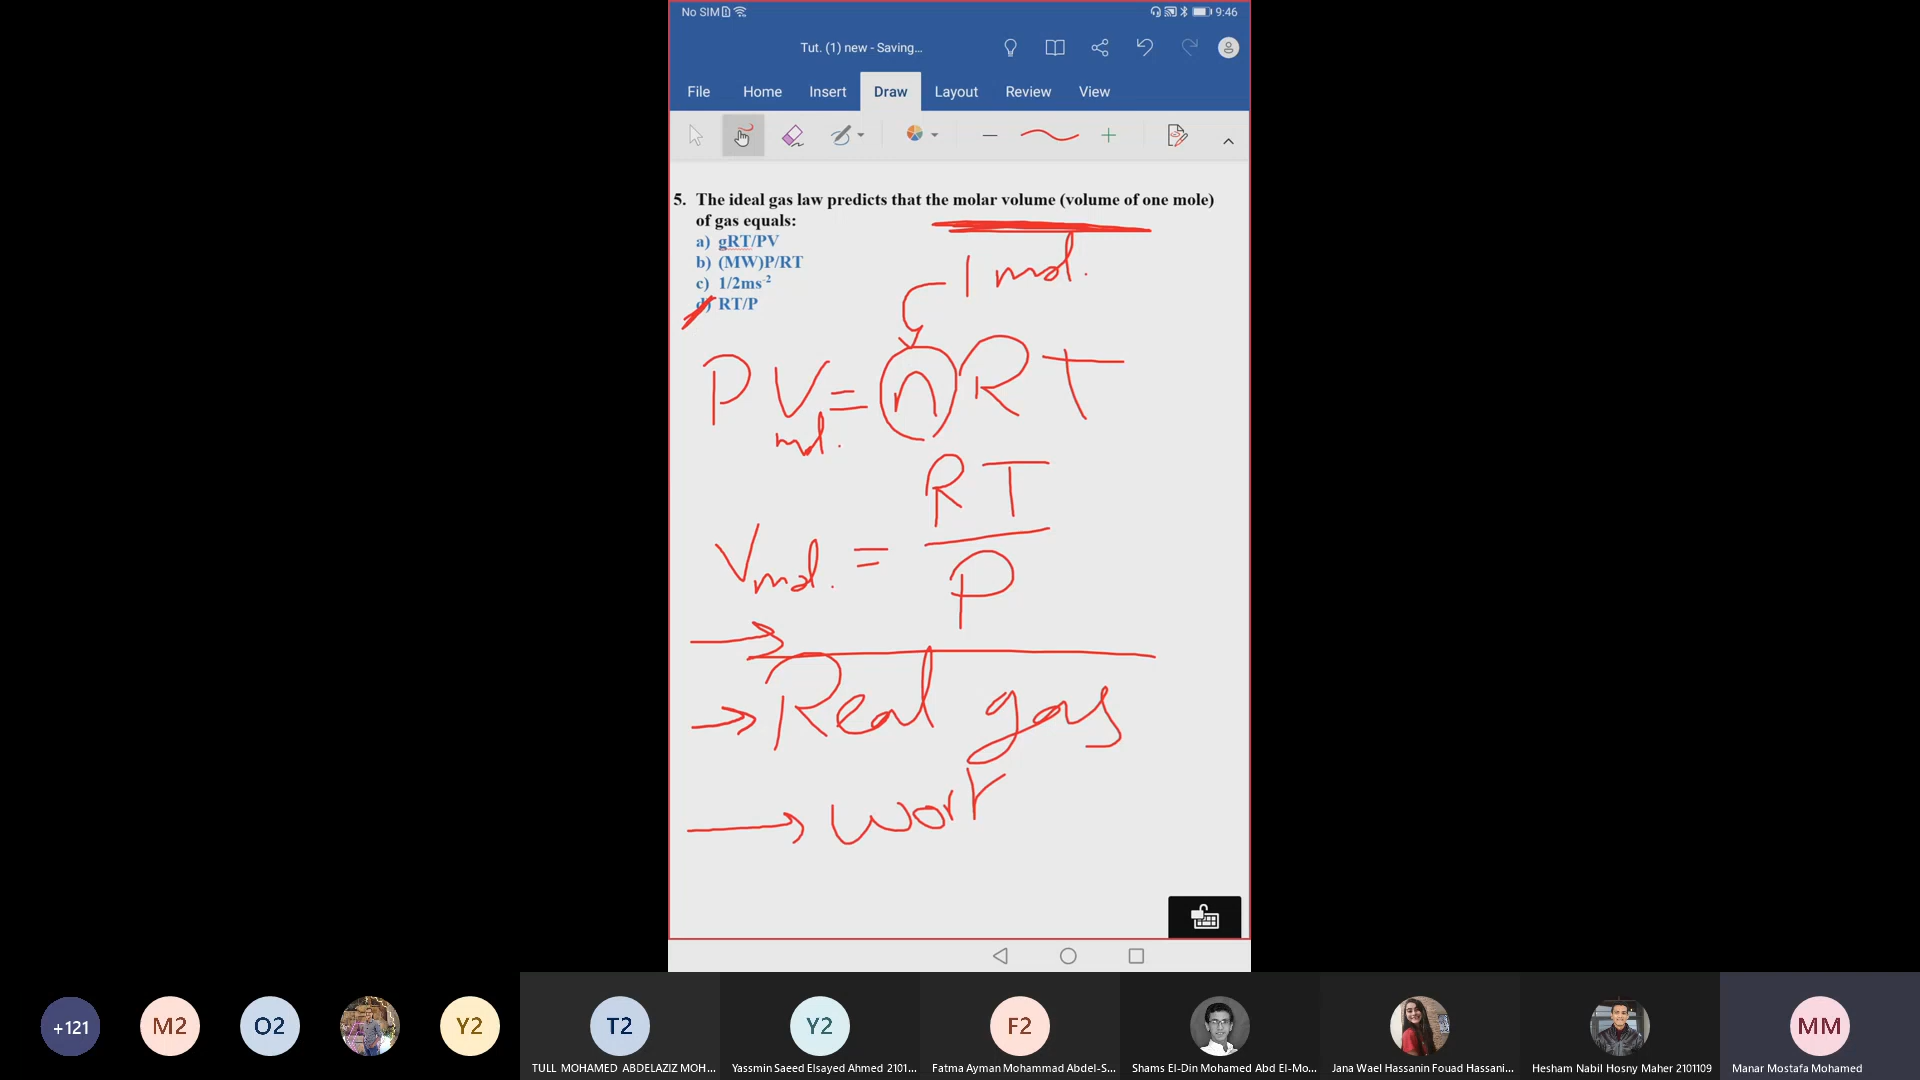 No SIM 9:46
Tut. (1) new - Saving...
File Home Insert Draw Layout Review View
5. The ideal gas law predicts that the molar volume (volume of one mole)
of gas equals:
a) gRT/PV
b) (MW)P/RT
c) 1/2ms⁻²
d) RT/P
1 mol.
PV = nRT
mol.
RT
Vmol. =
P
Real gas
work
+121 M2 O2 Y2 T2 Y2 F2 MM
TULL MOHAMED ABDELAZIZ MOH... Yassmin Saeed Elsayed Ahmed 2101... Fatma Ayman Mohammad Abdel-S... Shams El-Din Mohamed Abd El-Mo... Jana Wael Hassanin Fouad Hassani... Hesham Nabil Hosny Maher 2101109 Manar Mostafa Mohamed